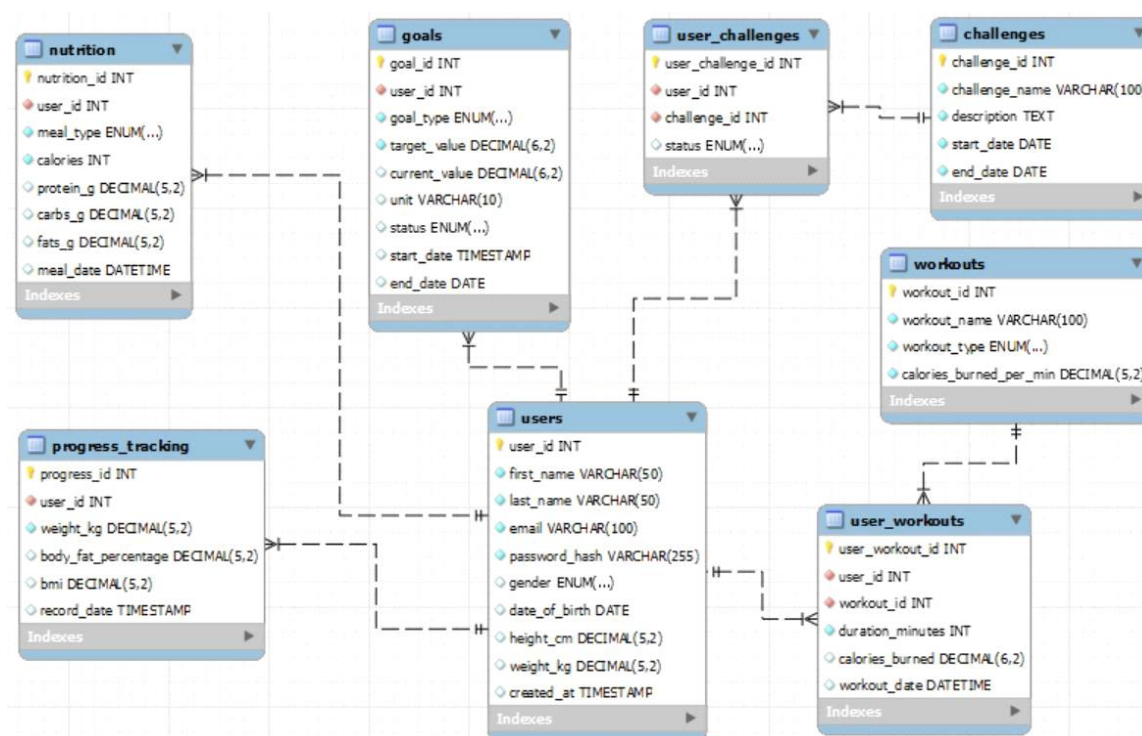 nutrition
nutrition_id INT
user_id INT
meal_type ENUM(...)
calories INT
protein_g DECIMAL(5,2)
carbs_g DECIMAL(5,2)
fats_g DECIMAL(5,2)
meal_date DATETIME
Indexes
goals
goal_id INT
user_id INT
goal_type ENUM(...)
target_value DECIMAL(6,2)
current_value DECIMAL(6,2)
unit VARCHAR(10)
status ENUM(...)
start_date TIMESTAMP
end_date DATE
Indexes
user_challenges
user_challenge_id INT
user_id INT
challenge_id INT
status ENUM(...)
Indexes
challenges
challenge_id INT
challenge_name VARCHAR(100)
description TEXT
start_date DATE
end_date DATE
Indexes
workouts
workout_id INT
workout_name VARCHAR(100)
workout_type ENUM(...)
calories_burned_per_min DECIMAL(5,2)
Indexes
progress_tracking
progress_id INT
user_id INT
weight_kg DECIMAL(5,2)
body_fat_percentage DECIMAL(5,2)
bmi DECIMAL(5,2)
record_date TIMESTAMP
Indexes
users
user_id INT
first_name VARCHAR(50)
last_name VARCHAR(50)
email VARCHAR(100)
password_hash VARCHAR(255)
gender ENUM(...)
date_of_birth DATE
height_cm DECIMAL(5,2)
weight_kg DECIMAL(5,2)
created_at TIMESTAMP
Indexes
user_workouts
user_workout_id INT
user_id INT
workout_id INT
duration_minutes INT
calories_burned DECIMAL(6,2)
workout_date DATETIME
Indexes